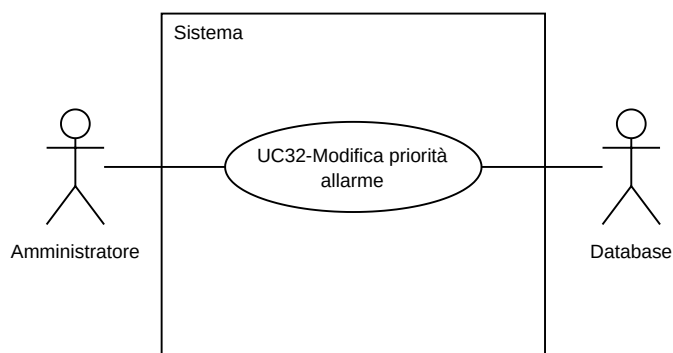 Sistema
UC32-Modifica priorità
allarme
Amministratore
Database